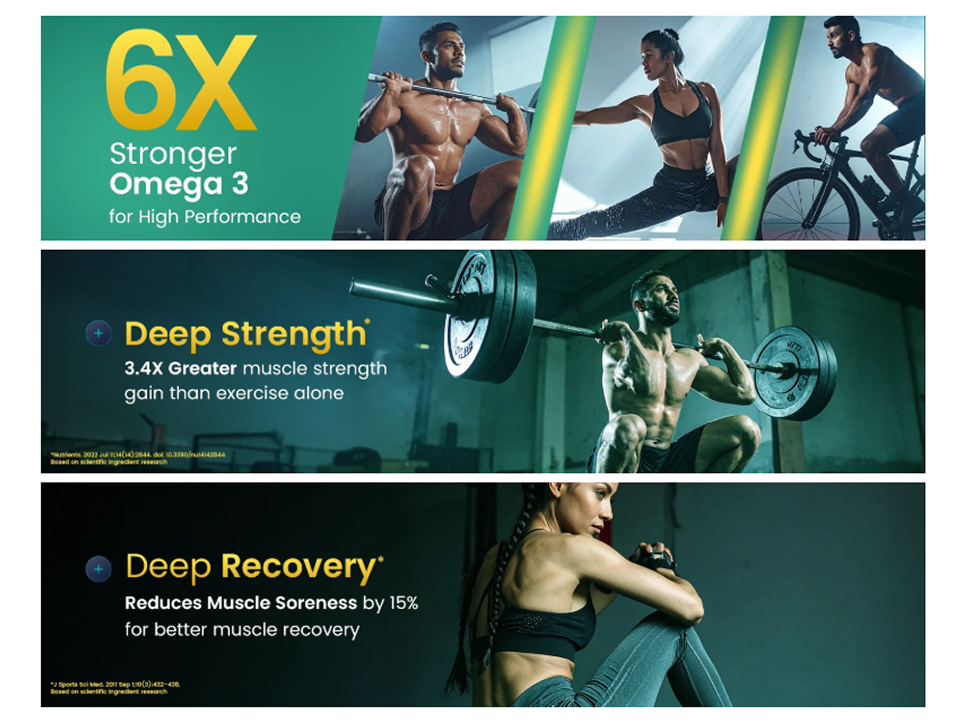 6X
Stronger
Omega 3
for High Performance
Deep Strength*
3.4X Greater muscle strength
gain than exercise alone
*Nutrients. 2022 Jul 11;14(14):2844. doi: 10.3390/nu14142844
Based on scientific ingredient research
Deep Recovery*
Reduces Muscle Soreness by 15%
for better muscle recovery
*J Sports Sci Med. 2011 Sep 1;10(3):432-438.
Based on scientific ingredient research